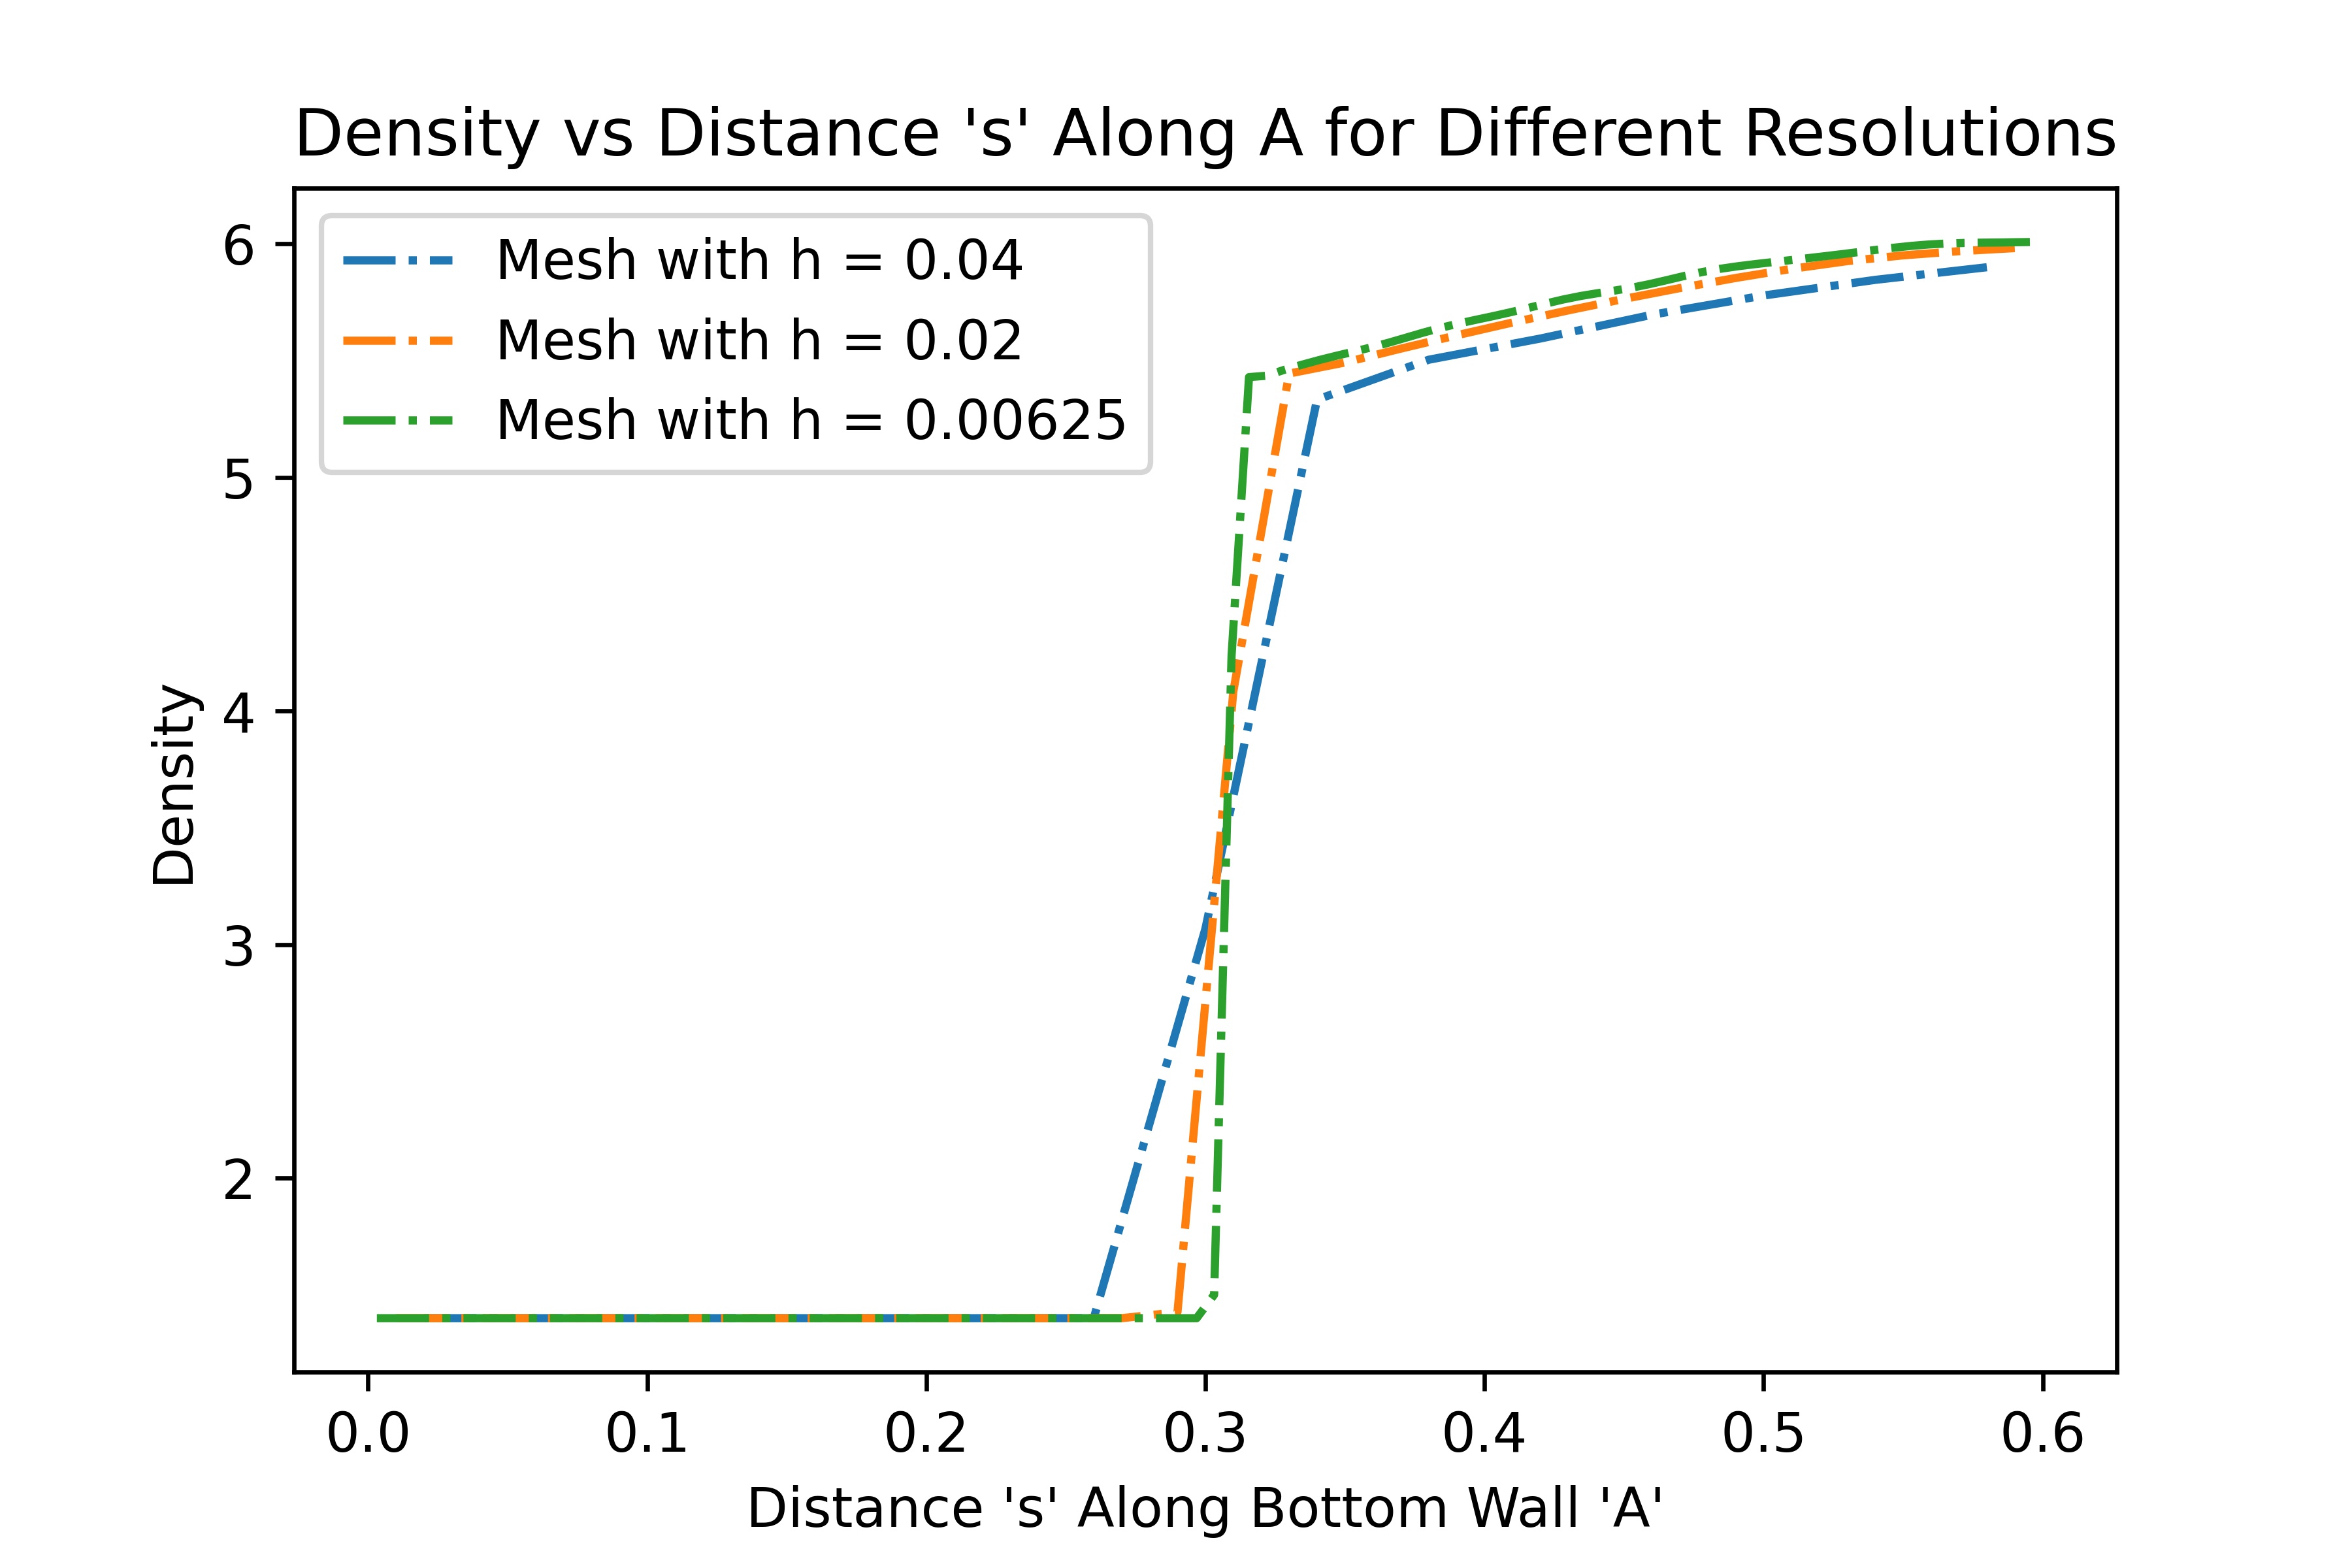 Density vs Distance 's' Along A for Different Resolutions
Mesh with h = 0.04
Mesh with h = 0.02
Mesh with h = 0.00625
6
5
4
3
2
Density
0.0 0.1 0.2 0.3 0.4 0.5 0.6
Distance 's' Along Bottom Wall 'A'